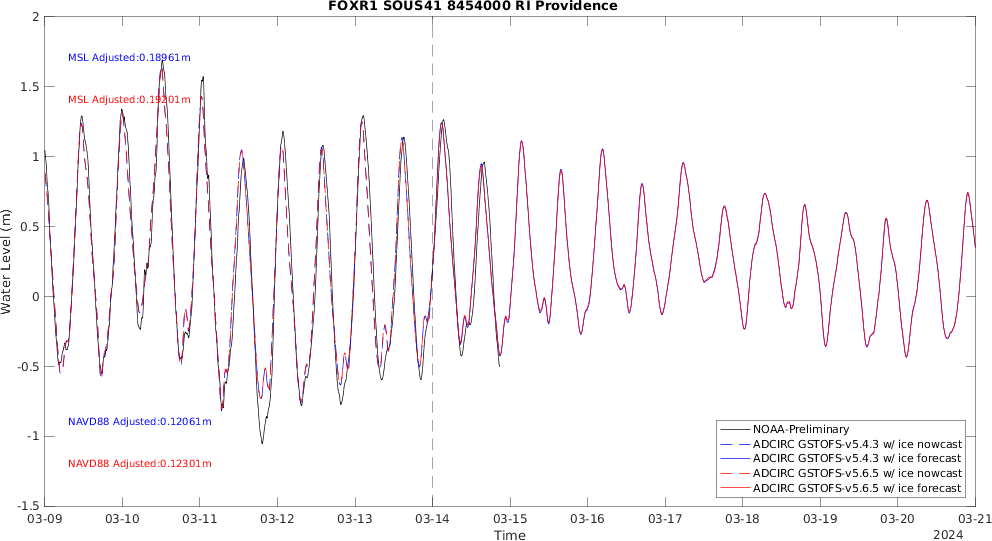 FOXR1 SOUS41 8454000 RI Providence
2
1.5
1
0.5
0
-0.5
-1
-1.5
Water Level (m)
MSL Adjusted:0.18961m
MSL Adjusted:0.19201m
NAVD88 Adjusted:0.12061m
NAVD88 Adjusted:0.12301m
NOAA-Preliminary
ADCIRC GSTOFS-v5.4.3 w/ ice nowcast
ADCIRC GSTOFS-v5.4.3 w/ ice forecast
ADCIRC GSTOFS-v5.6.5 w/ ice nowcast
ADCIRC GSTOFS-v5.6.5 w/ ice forecast
03-09 03-10 03-11 03-12 03-13 03-14 03-15 03-16 03-17 03-18 03-19 03-20 03-21
Time
2024